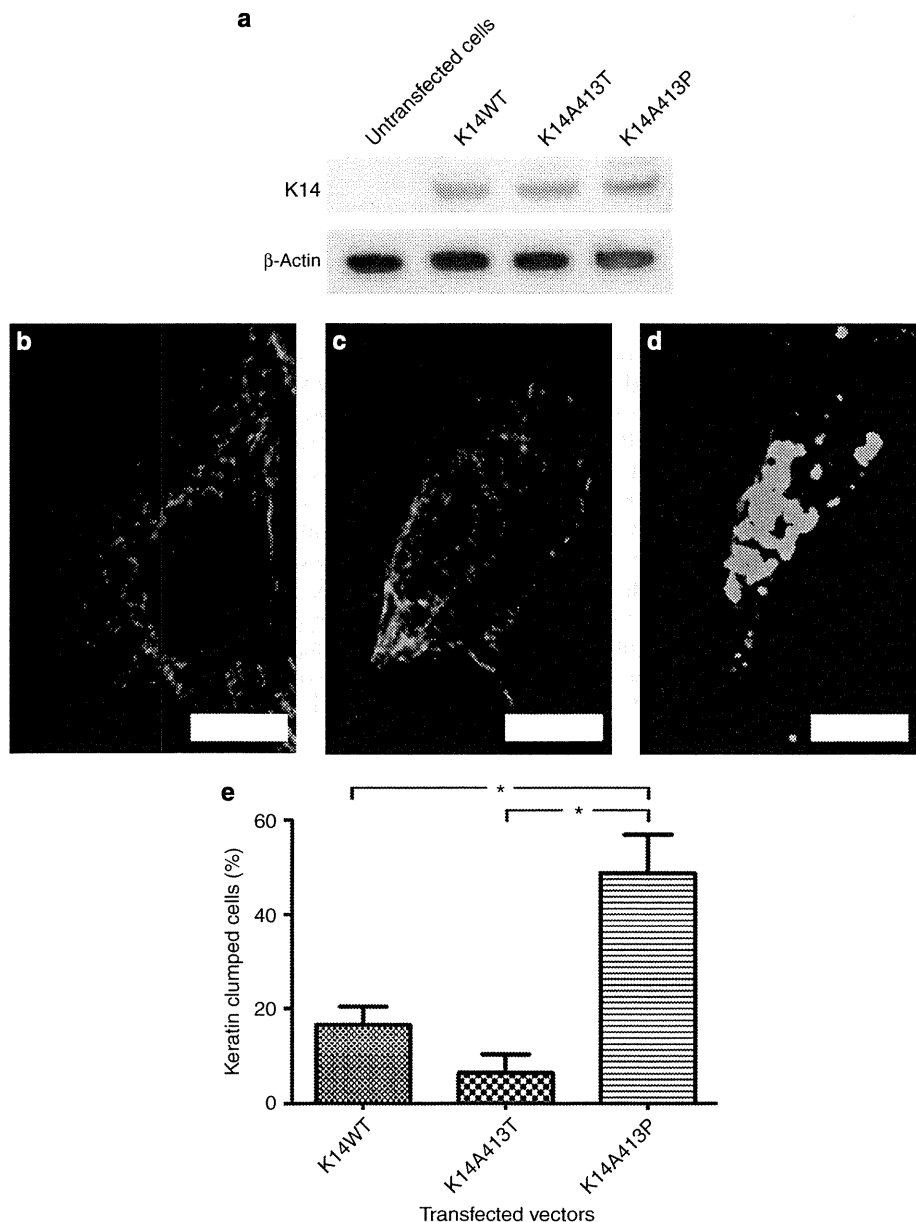 a
Untransfected cells
K14WT
K14A413T
K14A413P
K14
β-Actin
b
c
d
e
*
*
60
40
20
0
Keratin clumped cells (%)
K14WT
K14A413T
K14A413P
Transfected vectors